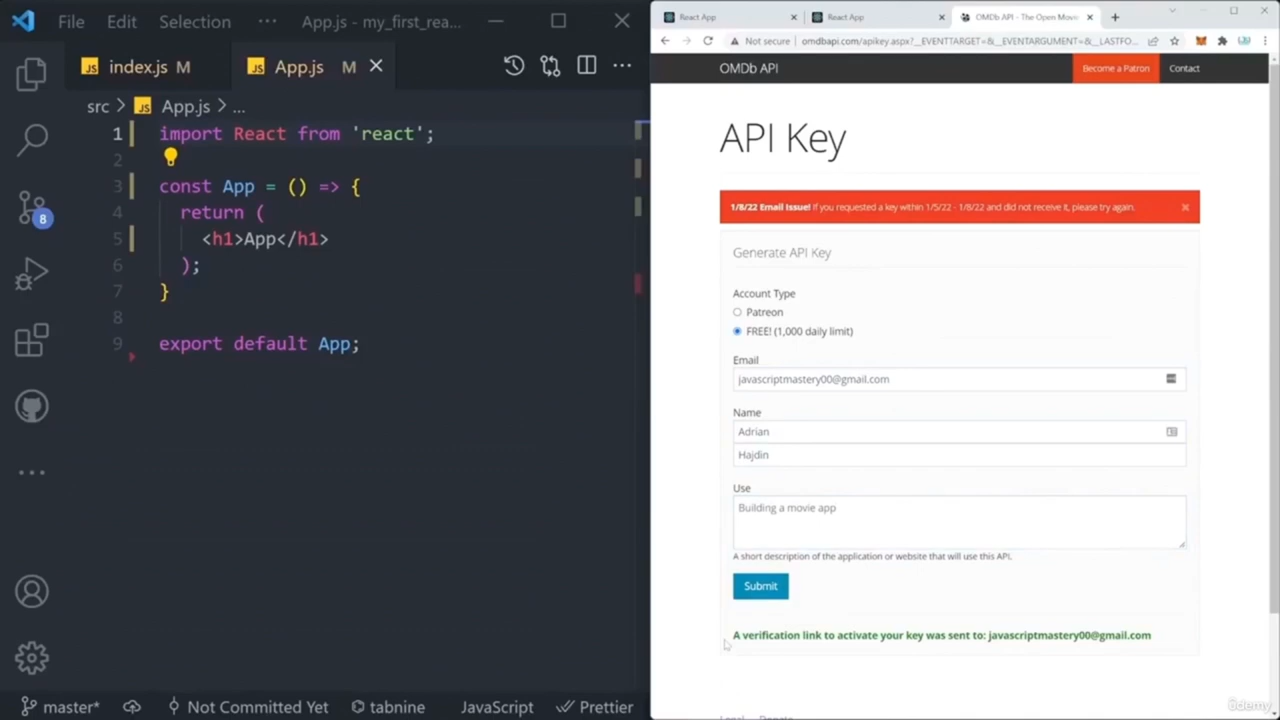 File Edit Selection ··· App.js - my_first_rea...
index.js M App.js M
src > App.js > ...
1 import React from 'react';
2
3 const App = () => {
4 return (
5 <h1>App</h1>
6 );
7 }
8
9 export default App;
8
master* Not Committed Yet tabnine JavaScript Prettier
React App React App OMDb API - The Open Movi
Not secure omdbapi.com/apikey.aspx?__EVENTTARGET=&__EVENTARGUMENT=&__LASTFO...
OMDb API Become a Patron Contact
API Key
1/8/22 Email Issue! If you requested a key within 1/5/22 - 1/8/22 and did not receive it, please try again. ×
Generate API Key
Account Type
Patreon
FREE! (1,000 daily limit)
Email
javascriptmastery00@gmail.com
Name
Adrian
Hajdin
Use
Building a movie app
A short description of the application or website that will use this API.
Submit
A verification link to activate your key was sent to: javascriptmastery00@gmail.com
ûdemy